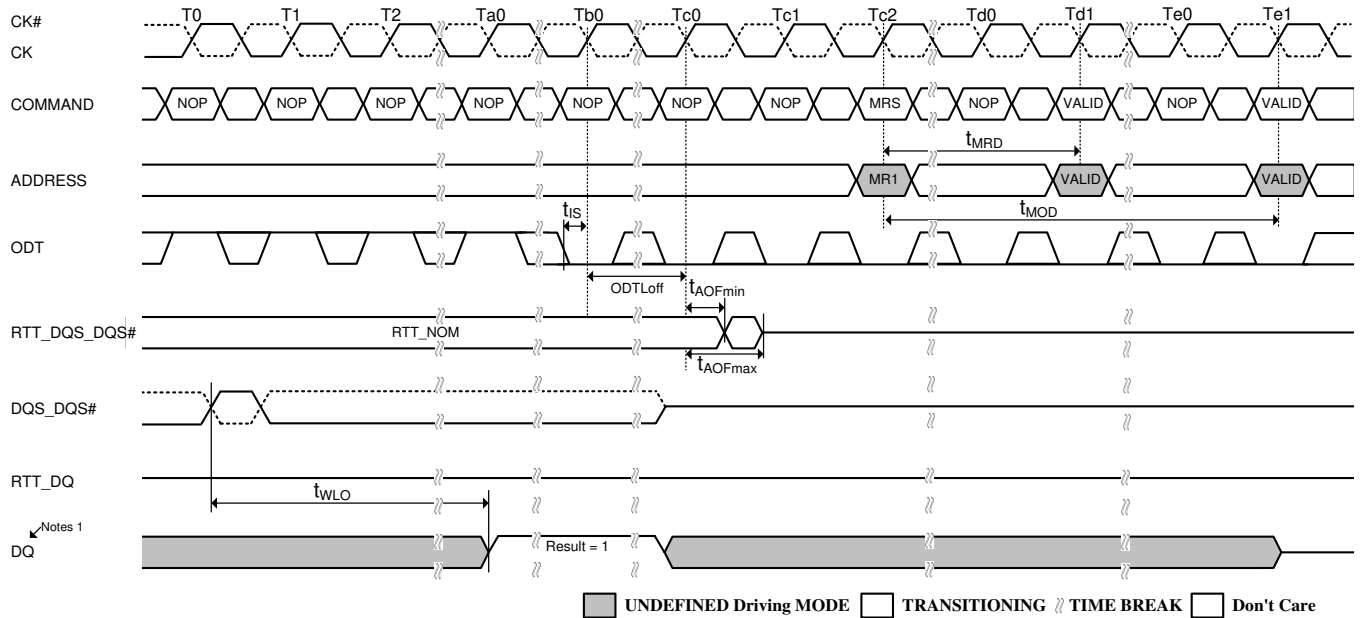 T0 T1 T2 Ta0 Tb0 Tc0 Tc1 Tc2 Td0 Td1 Te0 Te1
CK#
CK
COMMAND NOP NOP NOP NOP NOP NOP NOP MRS NOP VALID NOP VALID
tMRD
ADDRESS MR1 VALID VALID
tIS tMOD
ODT
ODTLoff tAOFmin
RTT_DQS_DQS# RTT_NOM
tAOFmax
DQS_DQS#
RTT_DQ
tWLO
Notes 1
DQ Result = 1
UNDEFINED Driving MODE TRANSITIONING TIME BREAK Don't Care